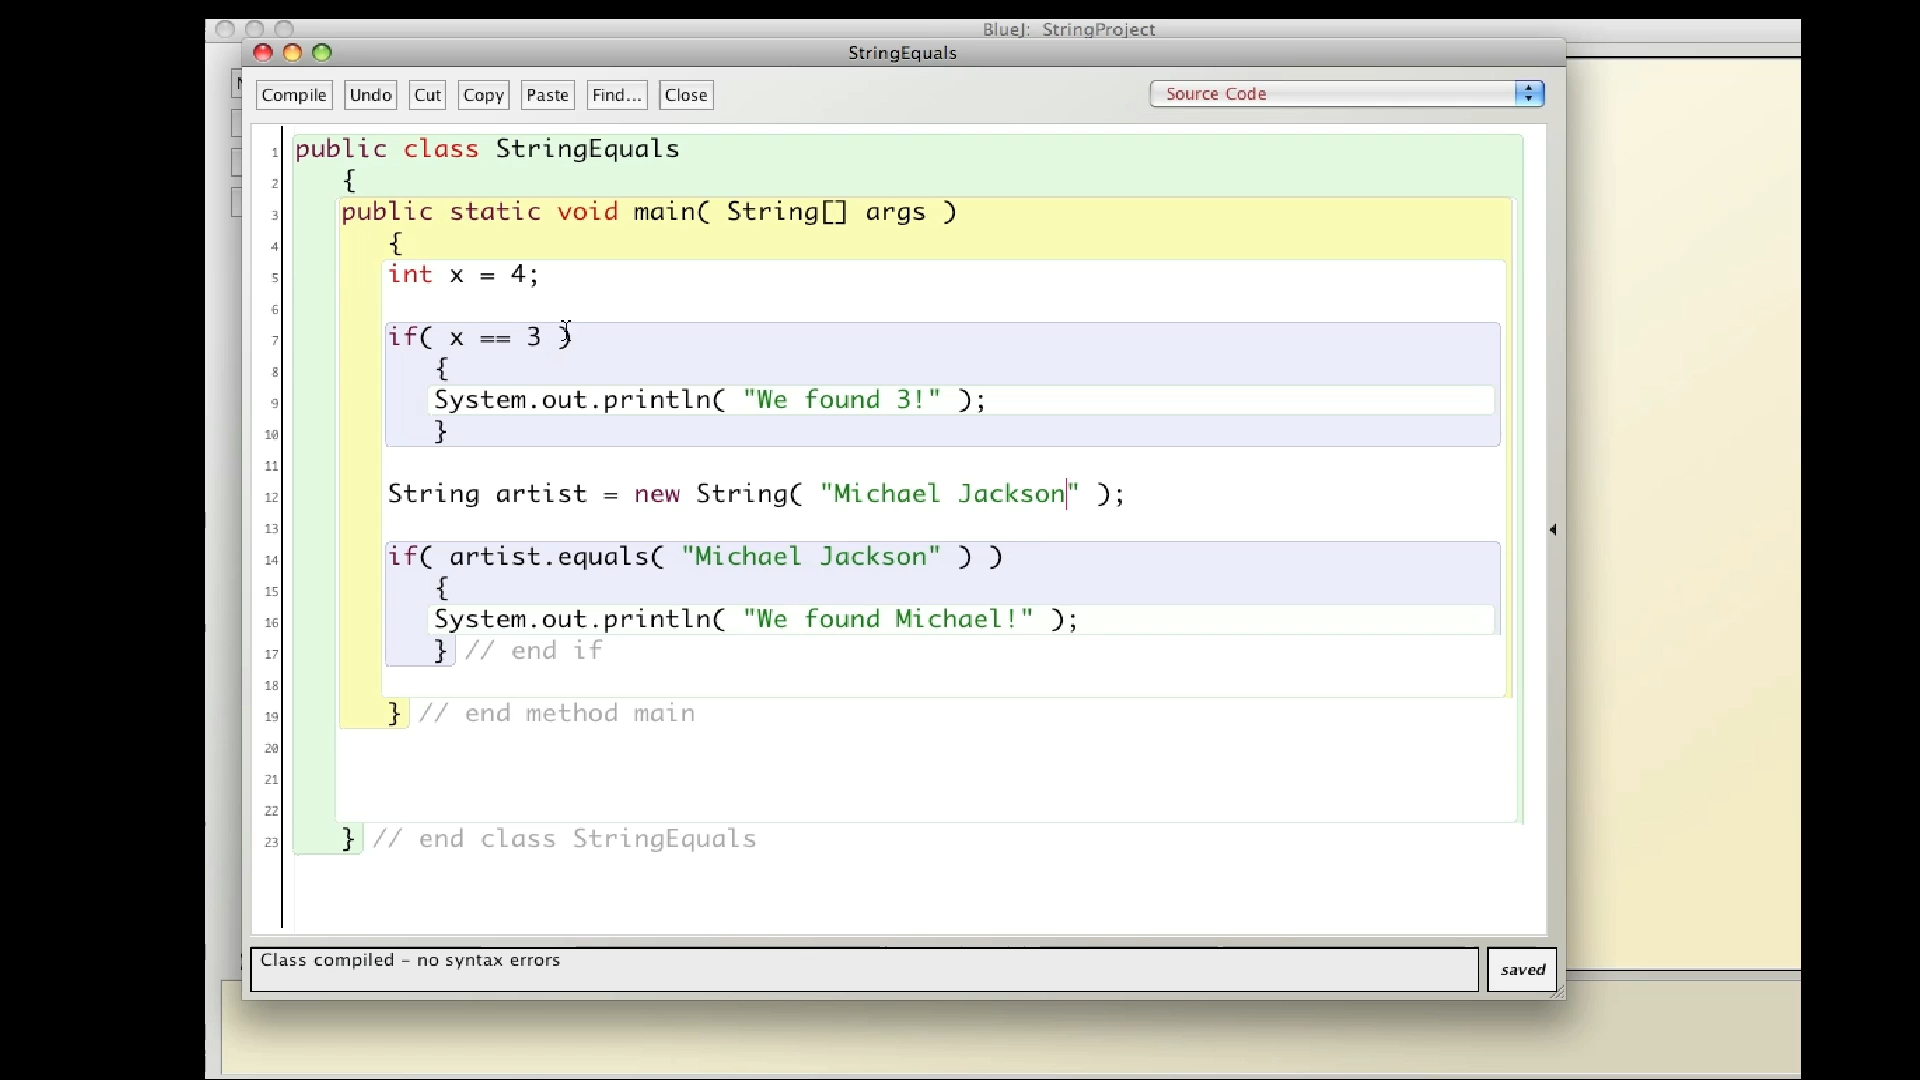 BlueJ: StringProject
StringEquals
Compile Undo Cut Copy Paste Find... Close Source Code
1 public class StringEquals
2 {
3 public static void main( String[] args )
4 {
5 int x = 4;
6
7 if( x == 3 )
8 {
9 System.out.println( "We found 3!" );
10 }
11
12 String artist = new String( "Michael Jackson" );
13
14 if( artist.equals( "Michael Jackson" ) )
15 {
16 System.out.println( "We found Michael!" );
17 } // end if
18
19 } // end method main
20
21
22
23 } // end class StringEquals
Class compiled – no syntax errors
saved